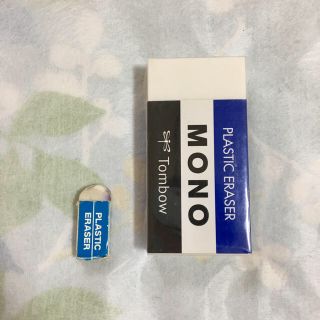 PLASTIC
ERASER
PLASTIC ERASER
MONO
Tombow